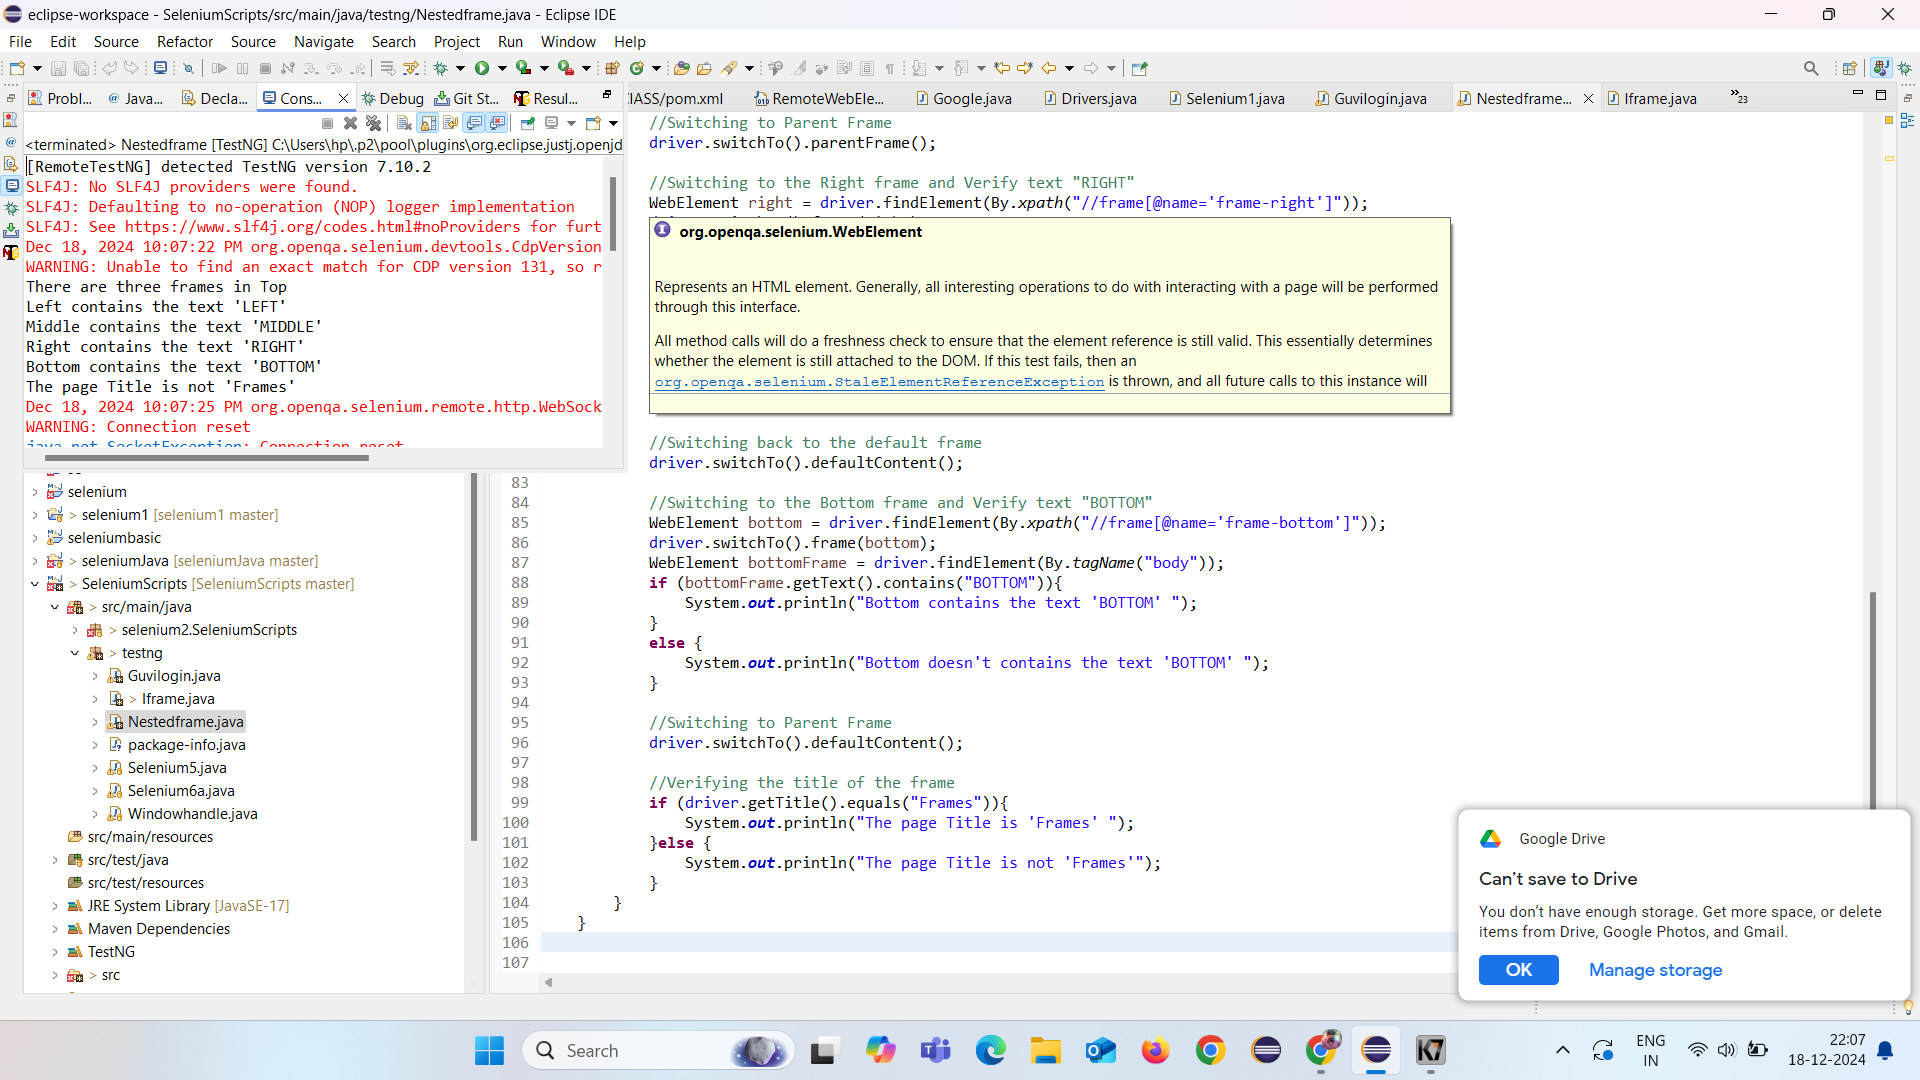 eclipse-workspace - SeleniumScripts/src/main/java/testng/Nestedframe.java - Eclipse IDE
File Edit Source Refactor Source Navigate Search Project Run Window Help
Probl... Java... Decla... Cons... Debug Git St... Resul... IASS/pom.xml RemoteWebEle... Google.java Drivers.java Selenium1.java Guvilogin.java Nestedframe... Iframe.java »23
<terminated> Nestedframe [TestNG] C:\Users\hp\.p2\pool\plugins\org.eclipse.justj.openjd
[RemoteTestNG] detected TestNG version 7.10.2
SLF4J: No SLF4J providers were found.
SLF4J: Defaulting to no-operation (NOP) logger implementation
SLF4J: See https://www.slf4j.org/codes.html#noProviders for furt
Dec 18, 2024 10:07:22 PM org.openqa.selenium.devtools.CdpVersion
WARNING: Unable to find an exact match for CDP version 131, so r
There are three frames in Top
Left contains the text 'LEFT'
Middle contains the text 'MIDDLE'
Right contains the text 'RIGHT'
Bottom contains the text 'BOTTOM'
The page Title is not 'Frames'
Dec 18, 2024 10:07:25 PM org.openqa.selenium.remote.http.WebSock
WARNING: Connection reset
java.net.SocketException: Connection reset
selenium
> selenium1 [selenium1 master]
seleniumbasic
> seleniumJava [seleniumJava master]
> SeleniumScripts [SeleniumScripts master]
> src/main/java
> selenium2.SeleniumScripts
> testng
Guvilogin.java
> Iframe.java
Nestedframe.java
package-info.java
Selenium5.java
Selenium6a.java
Windowhandle.java
src/main/resources
src/test/java
src/test/resources
JRE System Library [JavaSE-17]
Maven Dependencies
TestNG
> src
//Switching to Parent Frame
driver.switchTo().parentFrame();
//Switching to the Right frame and Verify text "RIGHT"
WebElement right = driver.findElement(By.xpath("//frame[@name='frame-right']"));
org.openqa.selenium.WebElement
Represents an HTML element. Generally, all interesting operations to do with interacting with a page will be performed
through this interface.
All method calls will do a freshness check to ensure that the element reference is still valid. This essentially determines
whether the element is still attached to the DOM. If this test fails, then an
org.openqa.selenium.StaleElementReferenceException is thrown, and all future calls to this instance will
//Switching back to the default frame
driver.switchTo().defaultContent();
83
84 //Switching to the Bottom frame and Verify text "BOTTOM"
85 WebElement bottom = driver.findElement(By.xpath("//frame[@name='frame-bottom']"));
86 driver.switchTo().frame(bottom);
87 WebElement bottomFrame = driver.findElement(By.tagName("body"));
88 if (bottomFrame.getText().contains("BOTTOM")){
89 System.out.println("Bottom contains the text 'BOTTOM' ");
90 }
91 else {
92 System.out.println("Bottom doesn't contains the text 'BOTTOM' ");
93 }
94
95 //Switching to Parent Frame
96 driver.switchTo().defaultContent();
97
98 //Verifying the title of the frame
99 if (driver.getTitle().equals("Frames")){
100 System.out.println("The page Title is 'Frames' ");
101 }else {
102 System.out.println("The page Title is not 'Frames'");
103 }
104 }
105 }
106
107
Google Drive
Can't save to Drive
You don't have enough storage. Get more space, or delete
items from Drive, Google Photos, and Gmail.
OK Manage storage
Search
ENG
IN
22:07
18-12-2024